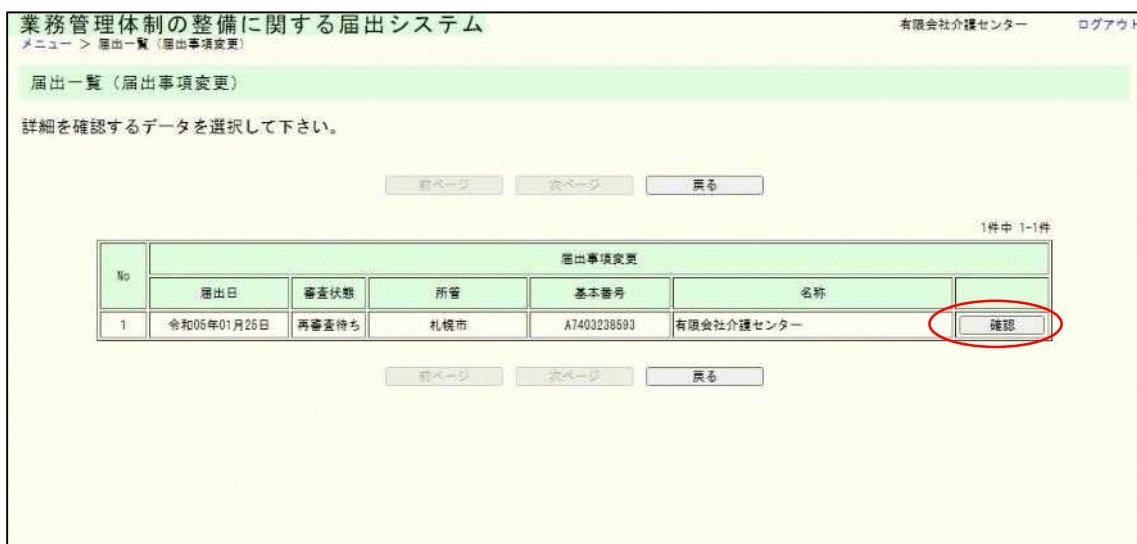 業務管理体制の整備に関する届出システム
有限会社介護センター ログアウト
メニュー > 届出一覧（届出事項変更）
届出一覧（届出事項変更）
詳細を確認するデータを選択して下さい。
前ページ 次ページ 戻る
1件中 1-1件
No 届出事項変更
届出日 審査状態 所管 基本番号 名称
1 令和05年01月25日 再審査待ち 札幌市 A7403238593 有限会社介護センター 確認
前ページ 次ページ 戻る